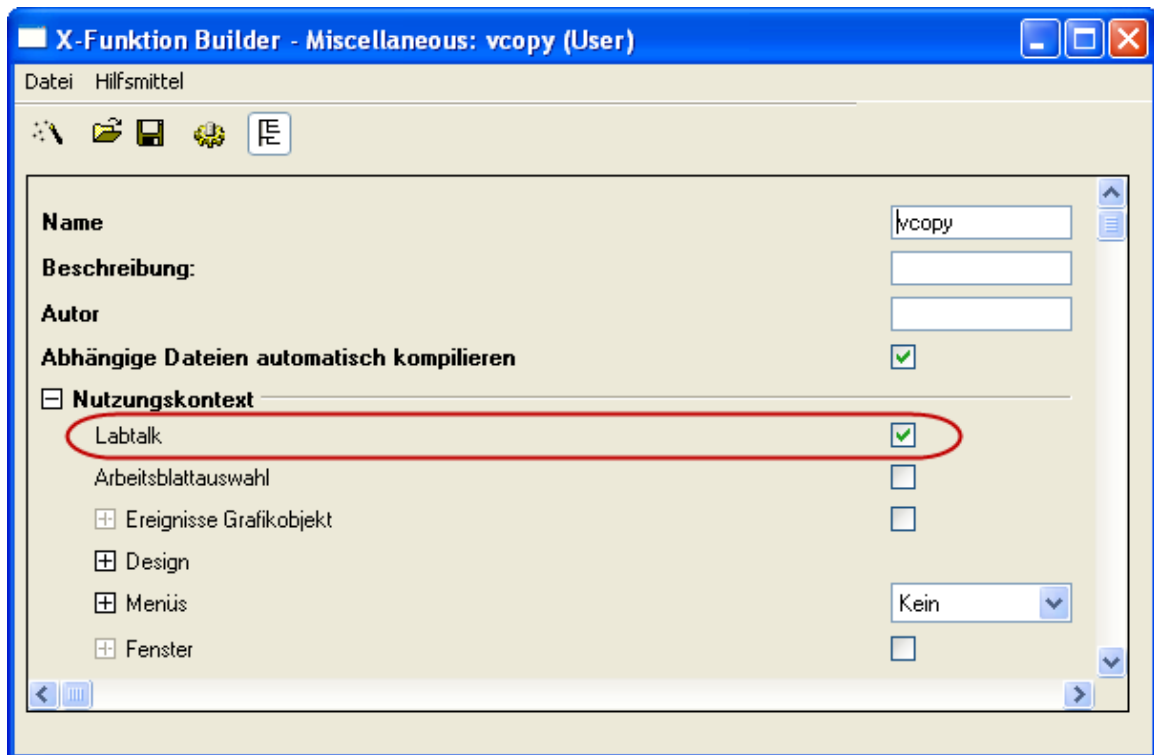 X-Funktion Builder - Miscellaneous: vcopy (User)
Datei Hilfsmittel
Name vcopy
Beschreibung:
Autor
Abhängige Dateien automatisch kompilieren
Nutzungskontext
Labtalk
Arbeitsblattauswahl
Ereignisse Grafikobjekt
Design
Menüs Kein
Fenster